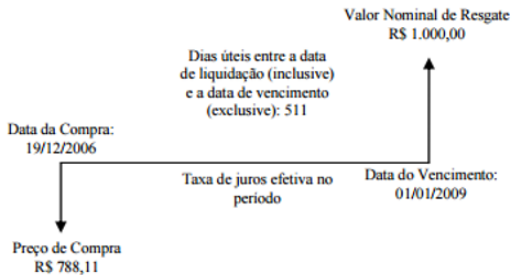 Valor Nominal de Resgate
R$ 1.000,00
Dias úteis entre a data
de liquidação (inclusive)
e a data de vencimento
(exclusive): 511
Data da Compra:
19/12/2006
Taxa de juros efetiva no
período
Data do Vencimento:
01/01/2009
Preço de Compra
R$ 788,11